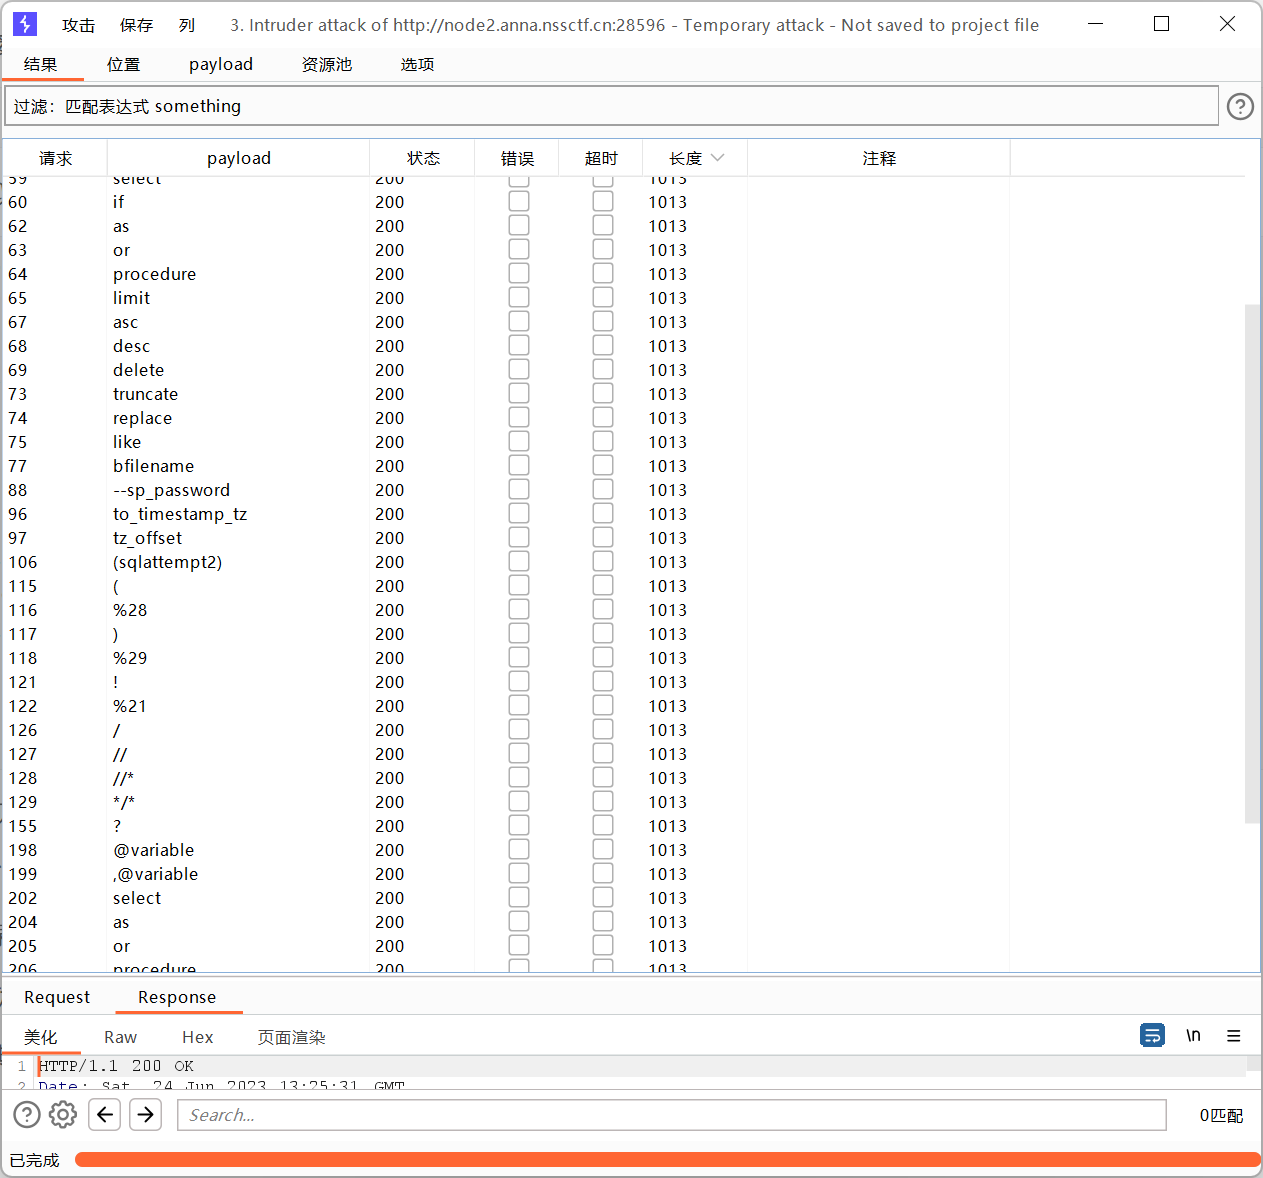 攻击 保存 列 3. Intruder attack of http://node2.anna.nssctf.cn:28596 - Temporary attack - Not saved to project file
结果 位置 payload 资源池 选项
过滤：匹配表达式 something
请求 payload 状态 错误 超时 长度 注释
59 select 200 1013
60 if 200 1013
62 as 200 1013
63 or 200 1013
64 procedure 200 1013
65 limit 200 1013
67 asc 200 1013
68 desc 200 1013
69 delete 200 1013
73 truncate 200 1013
74 replace 200 1013
75 like 200 1013
77 bfilename 200 1013
88 --sp_password 200 1013
96 to_timestamp_tz 200 1013
97 tz_offset 200 1013
106 (sqlattempt2) 200 1013
115 ( 200 1013
116 %28 200 1013
117 ) 200 1013
118 %29 200 1013
121 ! 200 1013
122 %21 200 1013
126 / 200 1013
127 // 200 1013
128 //* 200 1013
129 */* 200 1013
155 ? 200 1013
198 @variable 200 1013
199 ,@variable 200 1013
202 select 200 1013
204 as 200 1013
205 or 200 1013
206 procedure 200 1013
Request Response
美化 Raw Hex 页面渲染 \n
1 HTTP/1.1 200 OK
2 Date: Sat, 24 Jun 2023 13:25:31 GMT
Search... 0匹配
已完成